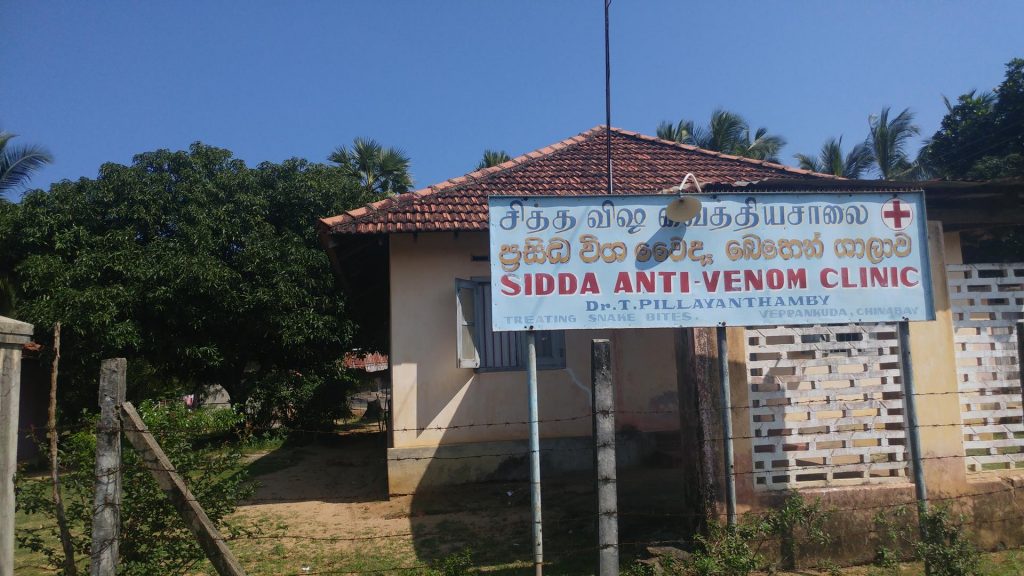 சித்த விஷ வைத்தியசாலை
ප්‍රසිධ විශ වෛද්‍ය බෙහෙත් ශාලාව
SIDDA ANTI-VENOM CLINIC
Dr. T. PILLAYANTHAMBY
TREATING SNAKE BITES. VEPPANKUDA, CHINABAY